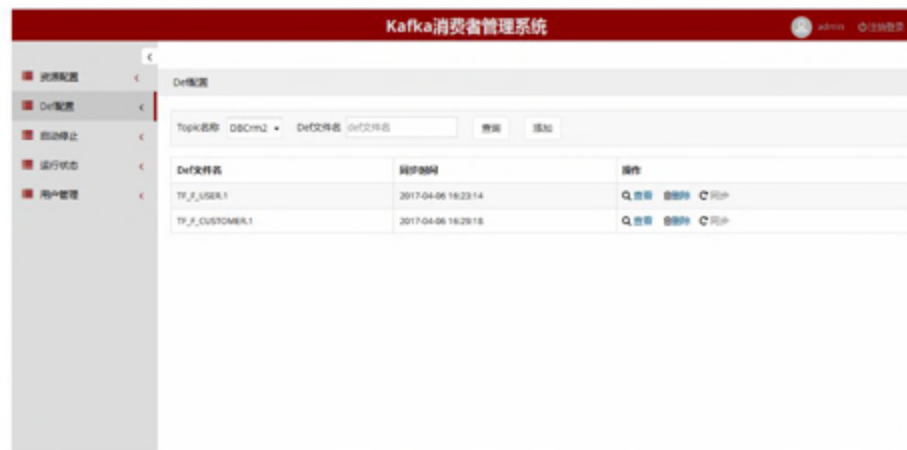 Kafka消费者管理系统
admin 注销登录
资源配置
Def配置
启动停止
运行状态
用户管理
Def配置
Topic名称 DBCrm2 Def文件名 def文件名 查询 添加
Def文件名 同步时间 操作
TF_F_USER.1 2017-04-06 16:23:14 查看 删除 同步
TF_F_CUSTOMER.1 2017-04-06 16:29:18 查看 删除 同步